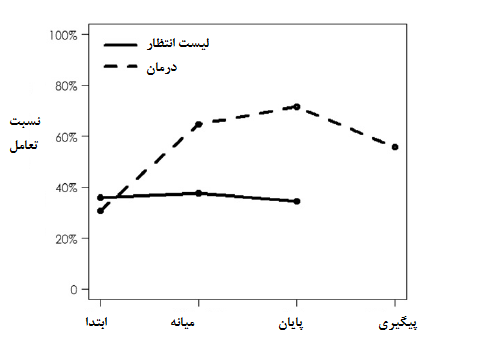 100%
80%
60%
40%
20%
0
لیست انتظار
درمان
نسبت
تعامل
ابتدا
میانه
پایان
پیگیری